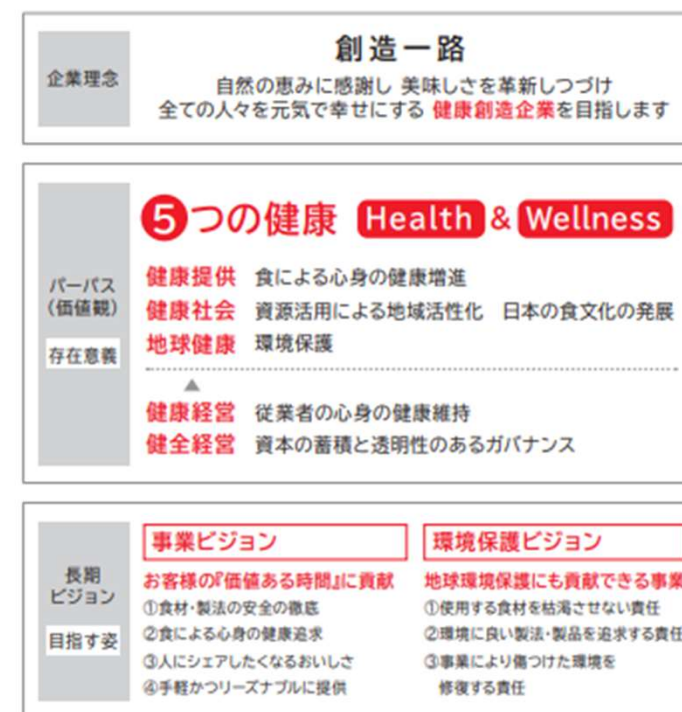 企業理念
創造一路
自然の恵みに感謝し 美味しさを革新しつづけ
全ての人々を元気で幸せにする 健康創造企業を目指します
パーパス
（価値観）
存在意義
5つの健康 Health & Wellness
健康提供 食による心身の健康増進
健康社会 資源活用による地域活性化 日本の食文化の発展
地球健康 環境保護
健康経営 従業者の心身の健康維持
健全経営 資本の蓄積と透明性のあるガバナンス
長期
ビジョン
目指す姿
事業ビジョン
お客様の『価値ある時間』に貢献
①食材・製法の安全の徹底
②食による心身の健康追求
③人にシェアしたくなるおいしさ
④手軽かつリーズナブルに提供
環境保護ビジョン
地球環境保護にも貢献できる事業
①使用する食材を枯渇させない責任
②環境に良い製法・製品を追求する責任
③事業により傷つけた環境を
修復する責任